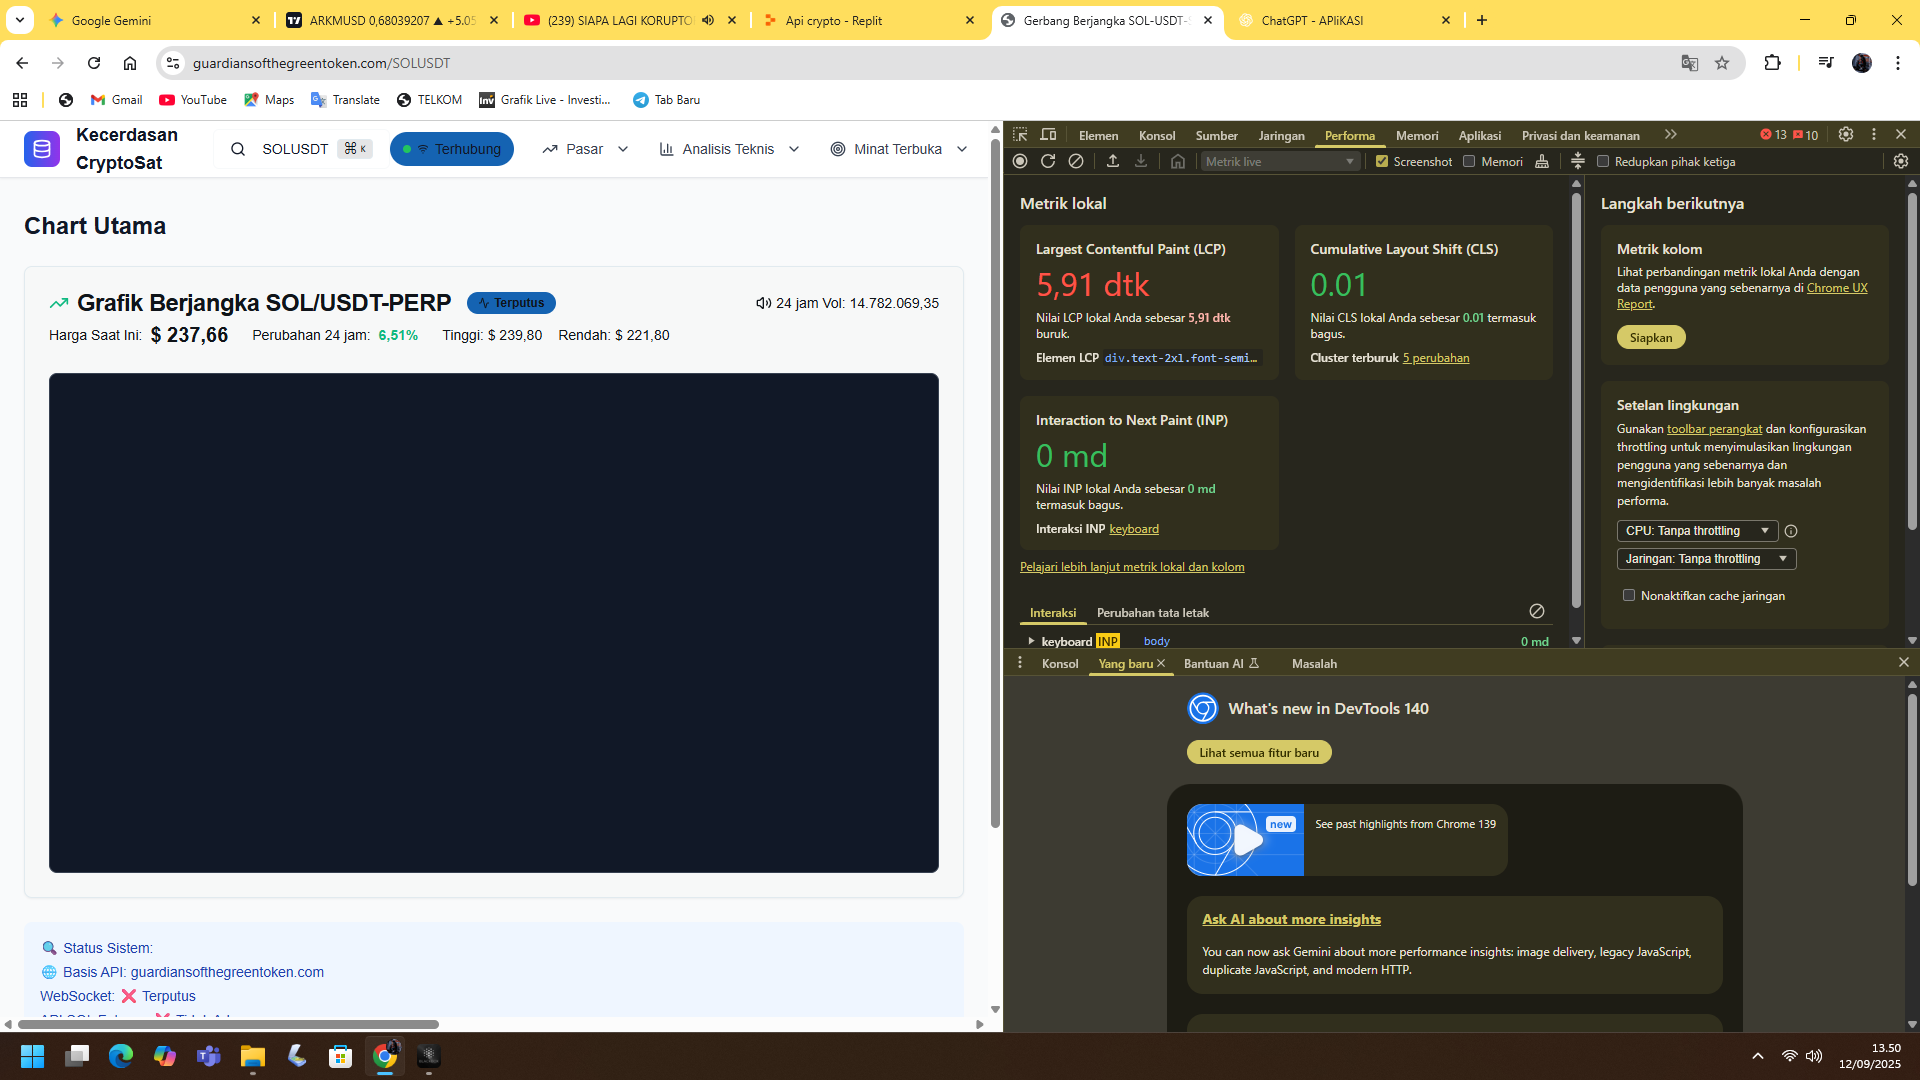 Google Gemini
ARKMUSD 0,68039207 ▲ +5.05
(239) SIAPA LAGI KORUPTO
Api crypto - Replit
Gerbang Berjangka SOL-USDT-
ChatGPT - APliKASI
guardiansofthegreentoken.com/SOLUSDT
Gmail
YouTube
Maps
Translate
TELKOM
Grafik Live - Investi...
Tab Baru
Kecerdasan CryptoSat
SOLUSDT
⌘ K
Terhubung
Pasar
Analisis Teknis
Minat Terbuka
Chart Utama
Grafik Berjangka SOL/USDT-PERP
Terputus
24 jam Vol: 14.782.069,35
Harga Saat Ini: $ 237,66
Perubahan 24 jam: 6,51%
Tinggi: $ 239,80
Rendah: $ 221,80
🔍 Status Sistem:
🌐 Basis API: guardiansofthegreentoken.com
WebSocket: ❌ Terputus
Elemen
Konsol
Sumber
Jaringan
Performa
Memori
Aplikasi
Privasi dan keamanan
13
10
Metrik live
Screenshot
Memori
Redupkan pihak ketiga
Metrik lokal
Largest Contentful Paint (LCP)
5,91 dtk
Nilai LCP lokal Anda sebesar 5,91 dtk
buruk.
Elemen LCP div.text-2xl.font-semi…
Cumulative Layout Shift (CLS)
0.01
Nilai CLS lokal Anda sebesar 0.01 termasuk
bagus.
Cluster terburuk 5 perubahan
Interaction to Next Paint (INP)
0 md
Nilai INP lokal Anda sebesar 0 md
termasuk bagus.
Interaksi INP keyboard
Pelajari lebih lanjut metrik lokal dan kolom
Interaksi
Perubahan tata letak
keyboard INP
body
0 md
Langkah berikutnya
Metrik kolom
Lihat perbandingan metrik lokal Anda dengan
data pengguna yang sebenarnya di Chrome UX
Report.
Siapkan
Setelan lingkungan
Gunakan toolbar perangkat dan konfigurasikan
throttling untuk menyimulasikan lingkungan
pengguna yang sebenarnya dan
mengidentifikasi lebih banyak masalah
performa.
CPU: Tanpa throttling
Jaringan: Tanpa throttling
Nonaktifkan cache jaringan
Konsol
Yang baru
Bantuan AI
Masalah
What's new in DevTools 140
Lihat semua fitur baru
new
See past highlights from Chrome 139
Ask AI about more insights
You can now ask Gemini about more performance insights: image delivery, legacy JavaScript,
duplicate JavaScript, and modern HTTP.
13.50
12/09/2025